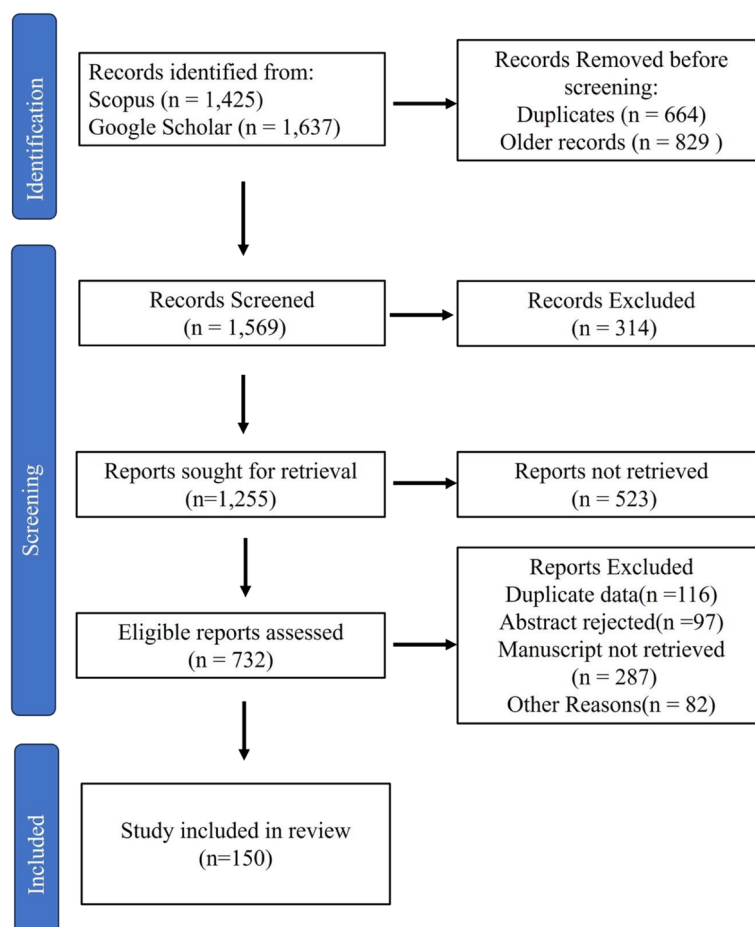 Identification
Records identified from:
Scopus (n = 1,425)
Google Scholar (n = 1,637)
Records Removed before
screening:
Duplicates (n = 664)
Older records (n = 829 )
Screening
Records Screened
(n = 1,569)
Records Excluded
(n = 314)
Reports sought for retrieval
(n=1,255)
Reports not retrieved
(n = 523)
Eligible reports assessed
(n = 732)
Reports Excluded
Duplicate data(n =116)
Abstract rejected(n =97)
Manuscript not retrieved
(n = 287)
Other Reasons(n = 82)
Included
Study included in review
(n=150)